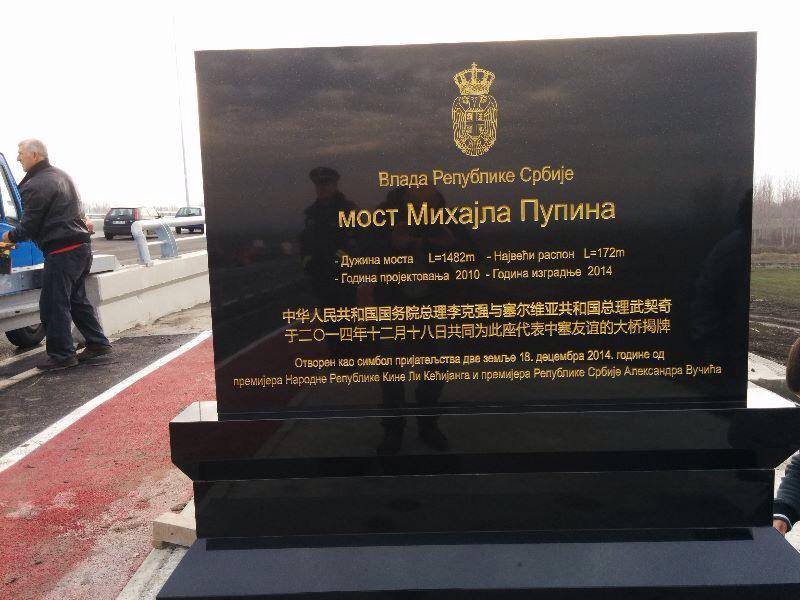 Влада Републике Србије
мост Михајла Пупина
- Дужина моста L=1482m - Највећи распон L=172m
- Година пројектовања 2010 - Година изградње 2014
中华人民共和国国务院总理李克强与塞尔维亚共和国总理武契奇
于二〇一四年十二月十八日共同为此座代表中塞友谊的大桥揭牌
Отворен као симбол пријатељства две земље 18. децембра 2014. године од
премијера Народне Републике Кине Ли Кећијанга и премијера Републике Србије Александра Вучића